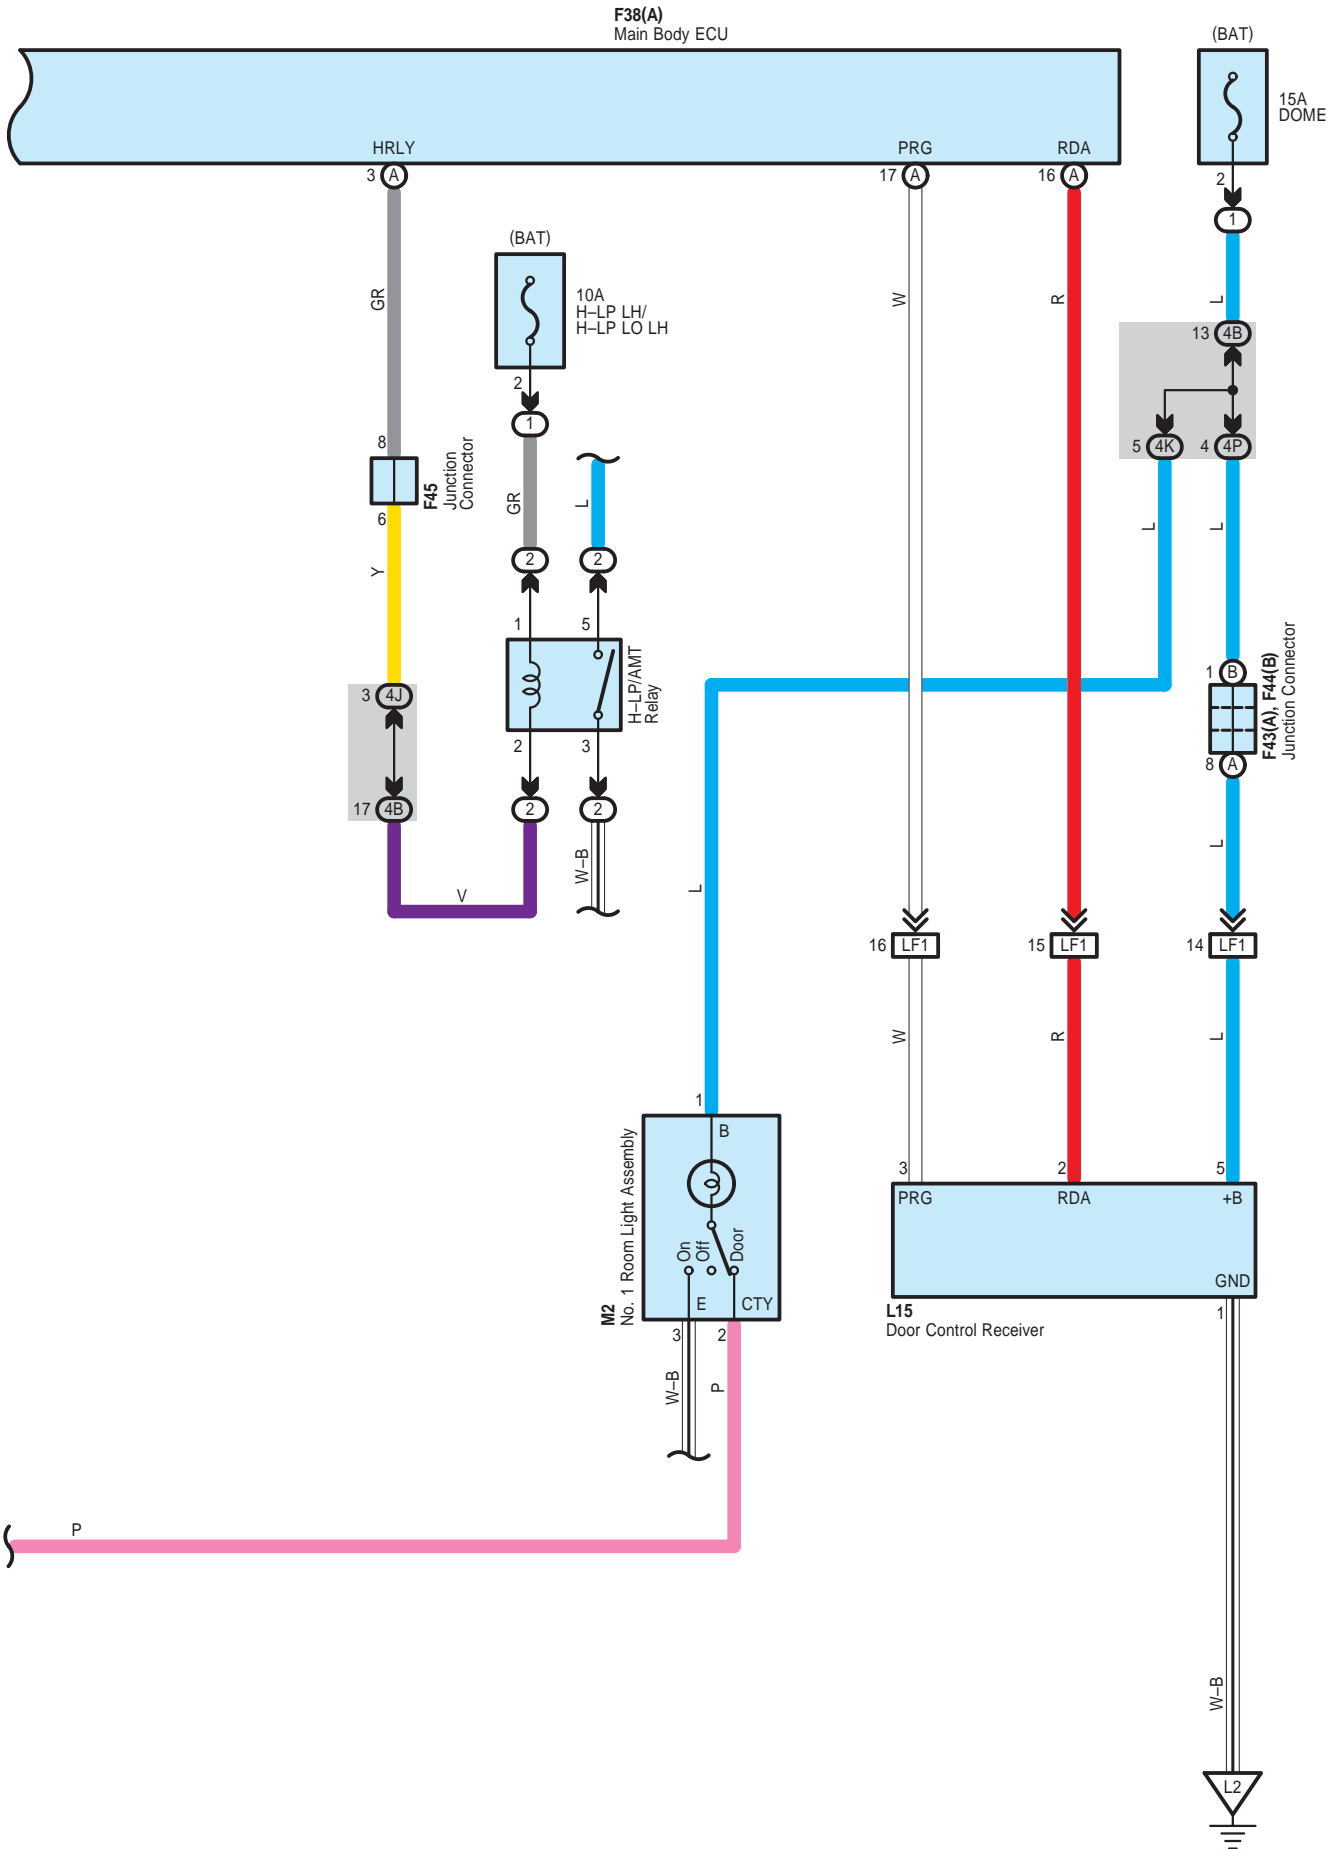 F38(A)
Main Body ECU
(BAT)
15A
DOME
HRLY
PRG
RDA
3 A
17 A
16 A
2
1
(BAT)
10A
H–LP LH/
H–LP LO LH
GR
W
R
L
13 4B
2
1
8
F45
Junction
Connector
5 4K
4 4P
GR
L
L
L
6
2
2
Y
1
5
H–LP/AMT
Relay
1 B
F43(A), F44(B)
Junction Connector
3 4J
2
3
8 A
17 4B
2
2
W–B
V
L
L
16 LF1
15 LF1
14 LF1
W
R
L
1
B
3
2
5
M2
No. 1 Room Light Assembly
On
Off
Door
PRG
RDA
+B
E
CTY
GND
3
2
L15
Door Control Receiver
1
W–B
P
P
W–B
L2